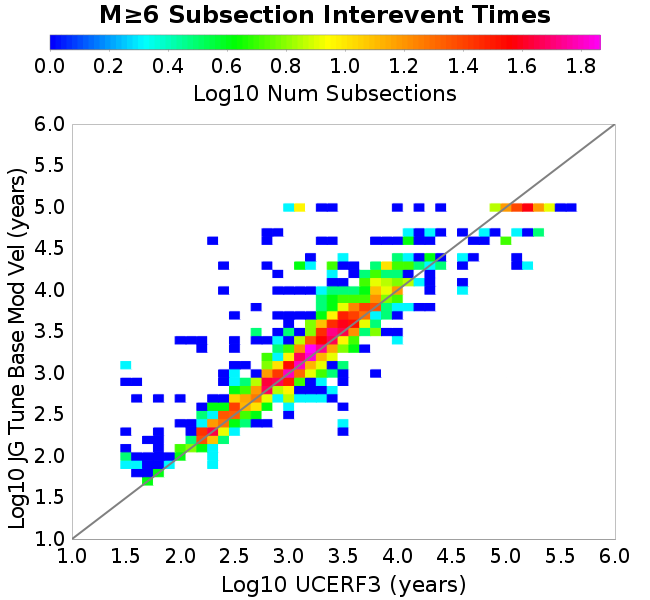 M≥6 Subsection Interevent Times
0.0 0.2 0.4 0.6 0.8 1.0 1.2 1.4 1.6 1.8
Log10 Num Subsections
6.0
5.5
5.0
4.5
4.0
3.5
3.0
2.5
2.0
1.5
1.0
Log10 JG Tune Base Mod Vel (years)
1.0 1.5 2.0 2.5 3.0 3.5 4.0 4.5 5.0 5.5 6.0
Log10 UCERF3 (years)